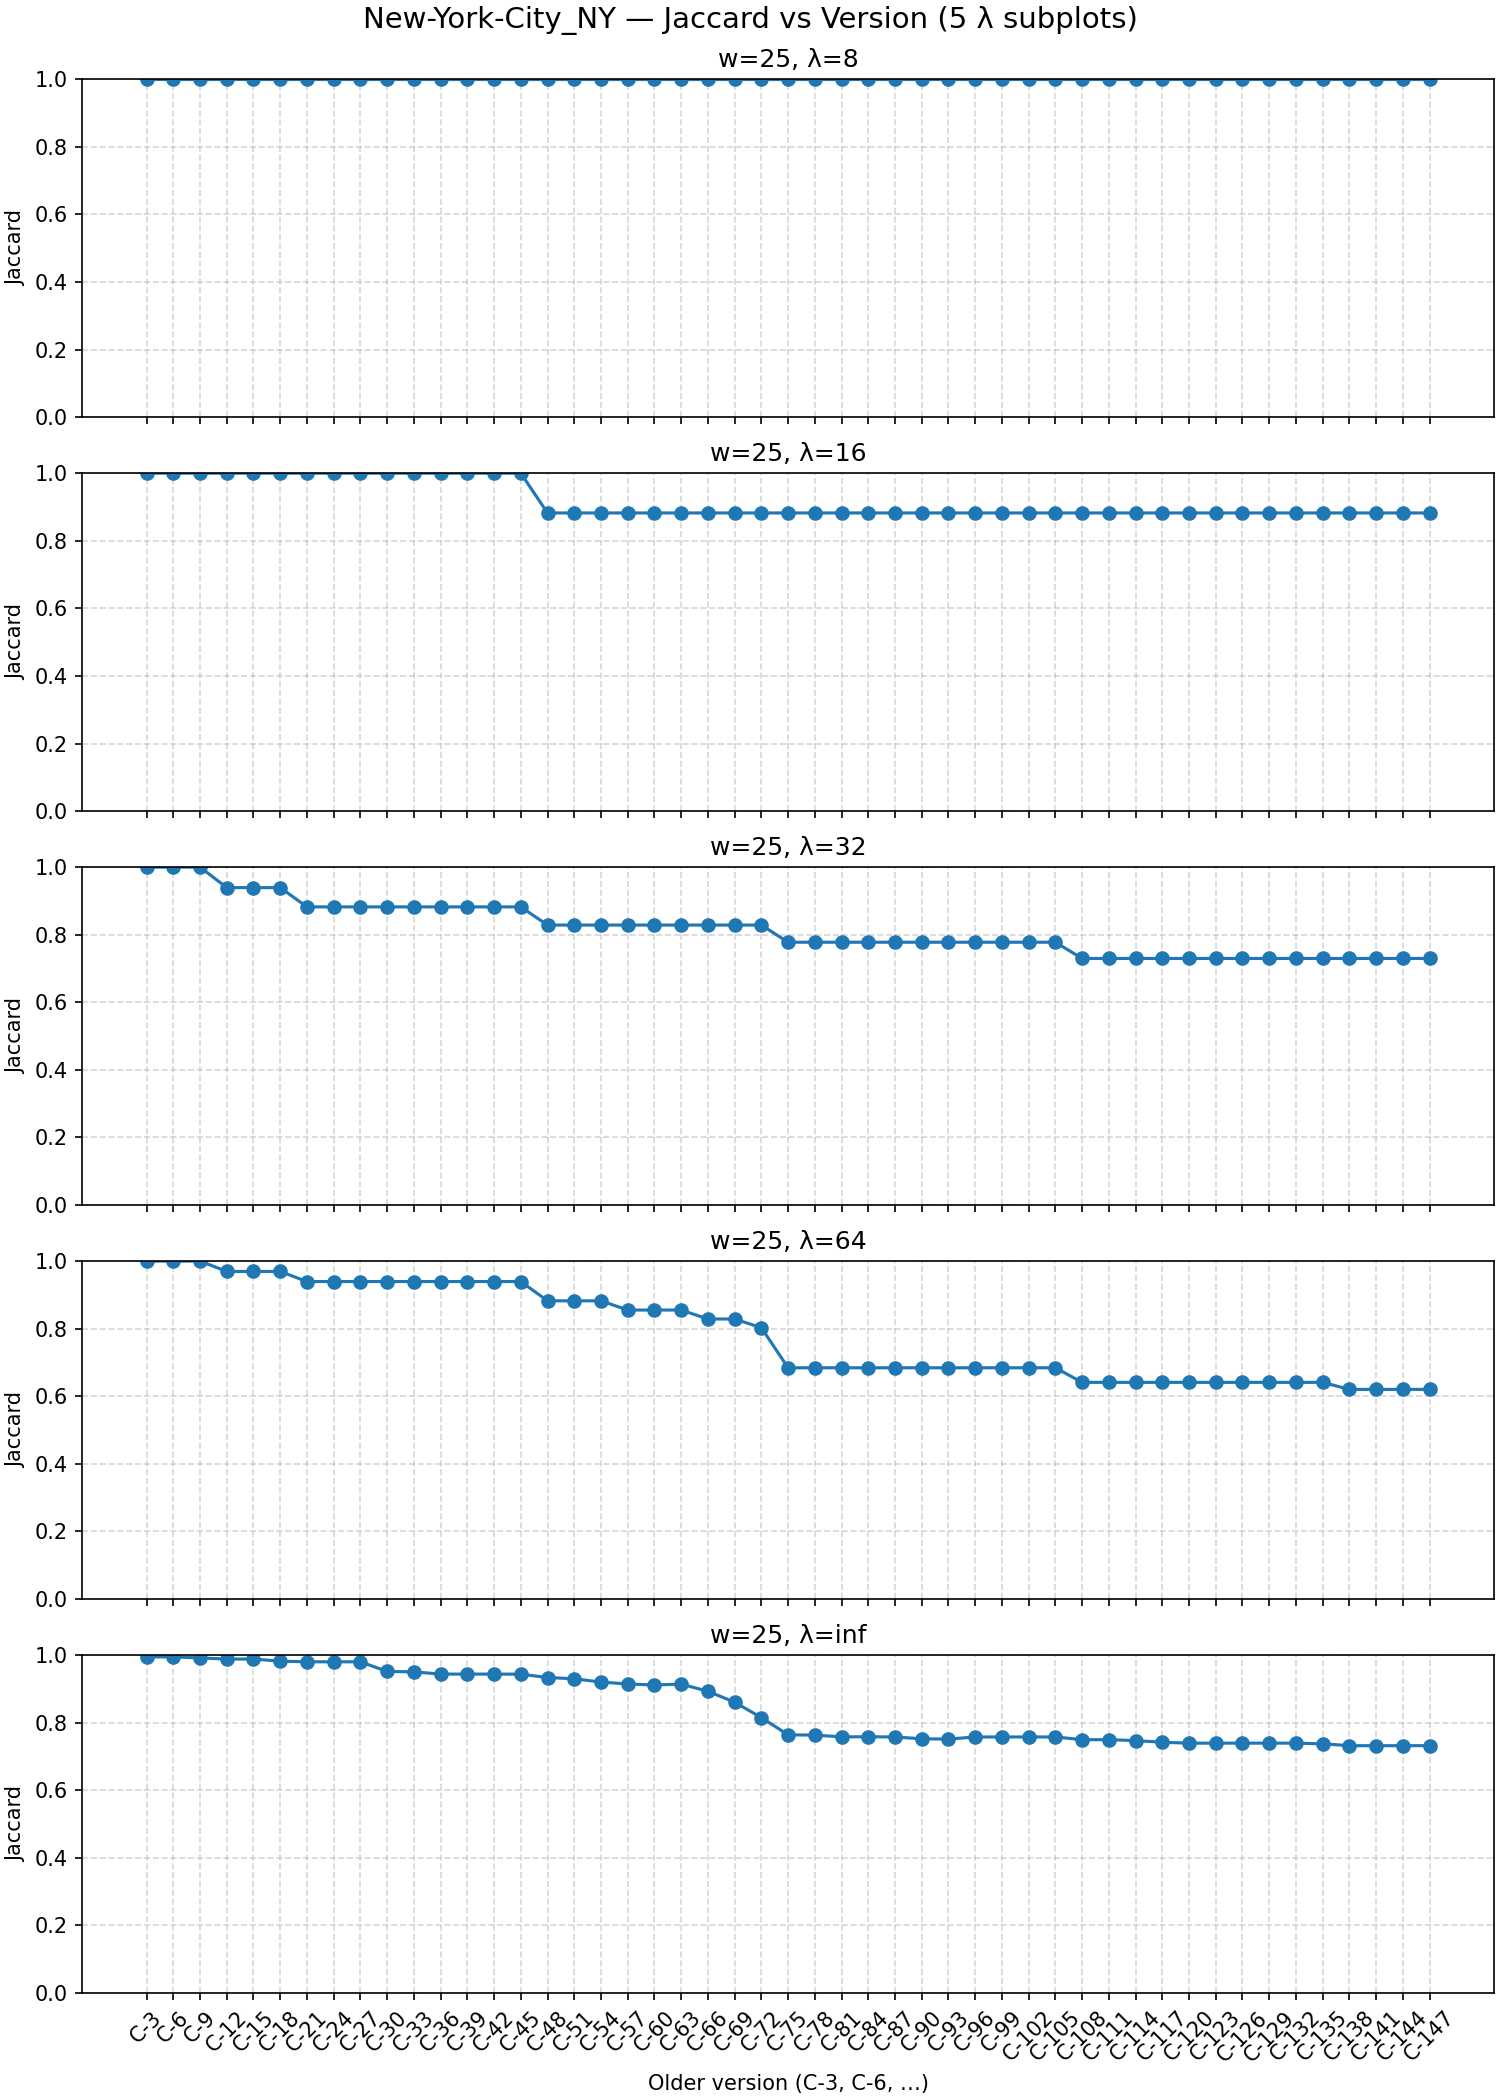 New-York-City_NY — Jaccard vs Version (5 λ subplots)
w=25, λ=8
1.0
0.8
0.6
0.4
0.2
0.0
Jaccard
w=25, λ=16
1.0
0.8
0.6
0.4
0.2
0.0
Jaccard
w=25, λ=32
1.0
0.8
0.6
0.4
0.2
0.0
Jaccard
w=25, λ=64
1.0
0.8
0.6
0.4
0.2
0.0
Jaccard
w=25, λ=inf
1.0
0.8
0.6
0.4
0.2
0.0
Jaccard
C-3 C-6 C-9 C-12 C-15 C-18 C-21 C-24 C-27 C-30 C-33 C-36 C-39 C-42 C-45 C-48 C-51 C-54 C-57 C-60 C-63 C-66 C-69 C-72 C-75 C-78 C-81 C-84 C-87 C-90 C-93 C-96 C-99 C-102 C-105 C-108 C-111 C-114 C-117 C-120 C-123 C-126 C-129 C-132 C-135 C-138 C-141 C-144 C-147
Older version (C-3, C-6, ...)